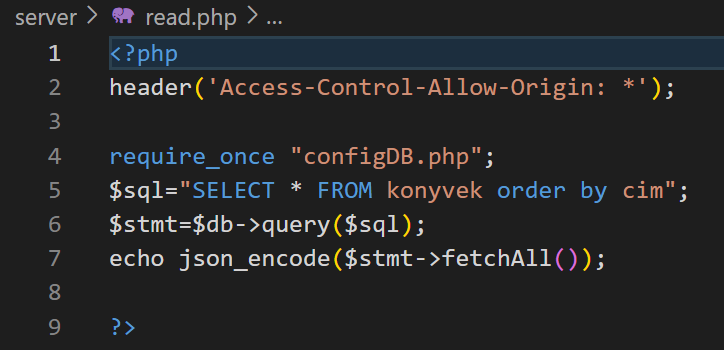 server > read.php > ...
1 <?php
2 header('Access-Control-Allow-Origin: *');
3
4 require_once "configDB.php";
5 $sql="SELECT * FROM konyvek order by cim";
6 $stmt=$db->query($sql);
7 echo json_encode($stmt->fetchAll());
8
9 ?>